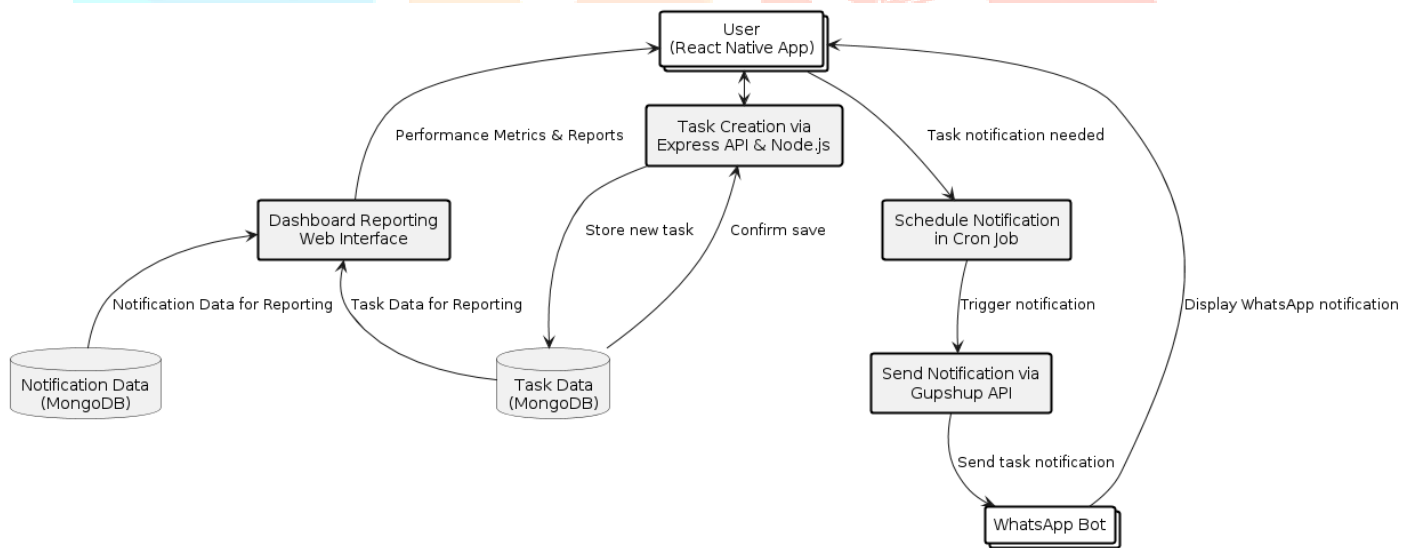 User
(React Native App)
Performance Metrics & Reports
Task Creation via
Express API & Node.js
Task notification needed
Dashboard Reporting
Web Interface
Store new task
Confirm save
Schedule Notification
in Cron Job
Notification Data for Reporting
Task Data for Reporting
Trigger notification
Display WhatsApp notification
Notification Data
(MongoDB)
Task Data
(MongoDB)
Send Notification via
Gupshup API
Send task notification
WhatsApp Bot